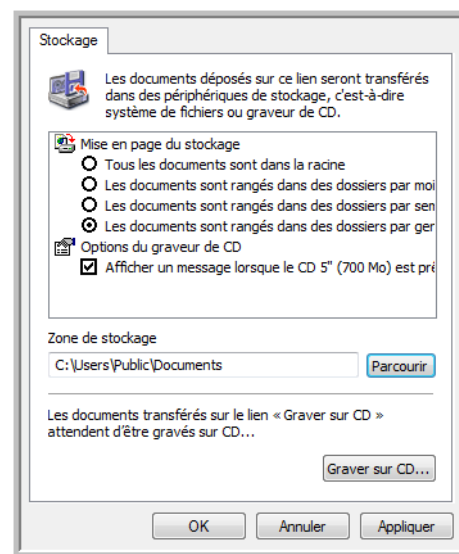 Stockage
Les documents déposés sur ce lien seront transférés
dans des périphériques de stockage, c'est-à-dire
système de fichiers ou graveur de CD.
Mise en page du stockage
Tous les documents sont dans la racine
Les documents sont rangés dans des dossiers par moi
Les documents sont rangés dans des dossiers par sem
Les documents sont rangés dans des dossiers par ger
Options du graveur de CD
Afficher un message lorsque le CD 5" (700 Mo) est prê
Zone de stockage
C:\Users\Public\Documents
Parcourir
Les documents transférés sur le lien « Graver sur CD »
attendent d'être gravés sur CD...
Graver sur CD...
OK
Annuler
Appliquer